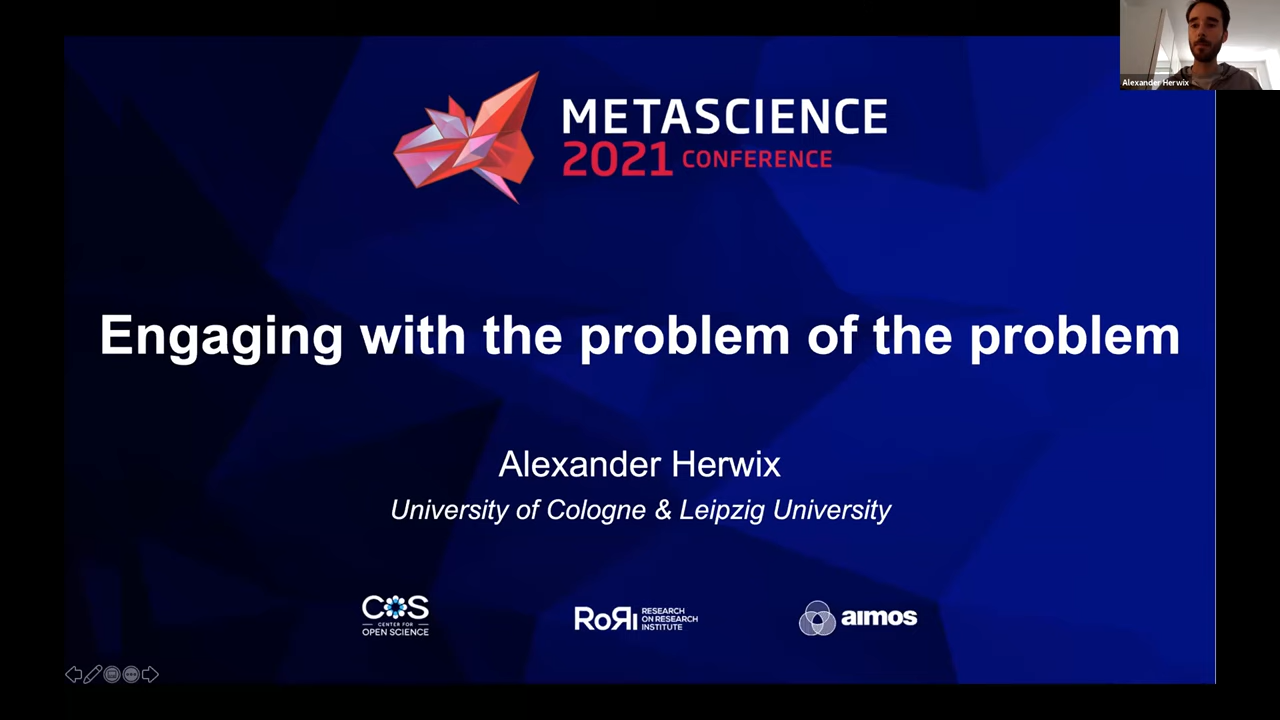 Alexander Herwix
METASCIENCE
2021 CONFERENCE
Engaging with the problem of the problem
Alexander Herwix
University of Cologne & Leipzig University
COS
CENTER FOR
OPEN SCIENCE
RoRI
RESEARCH
ON RESEARCH
INSTITUTE
aimos